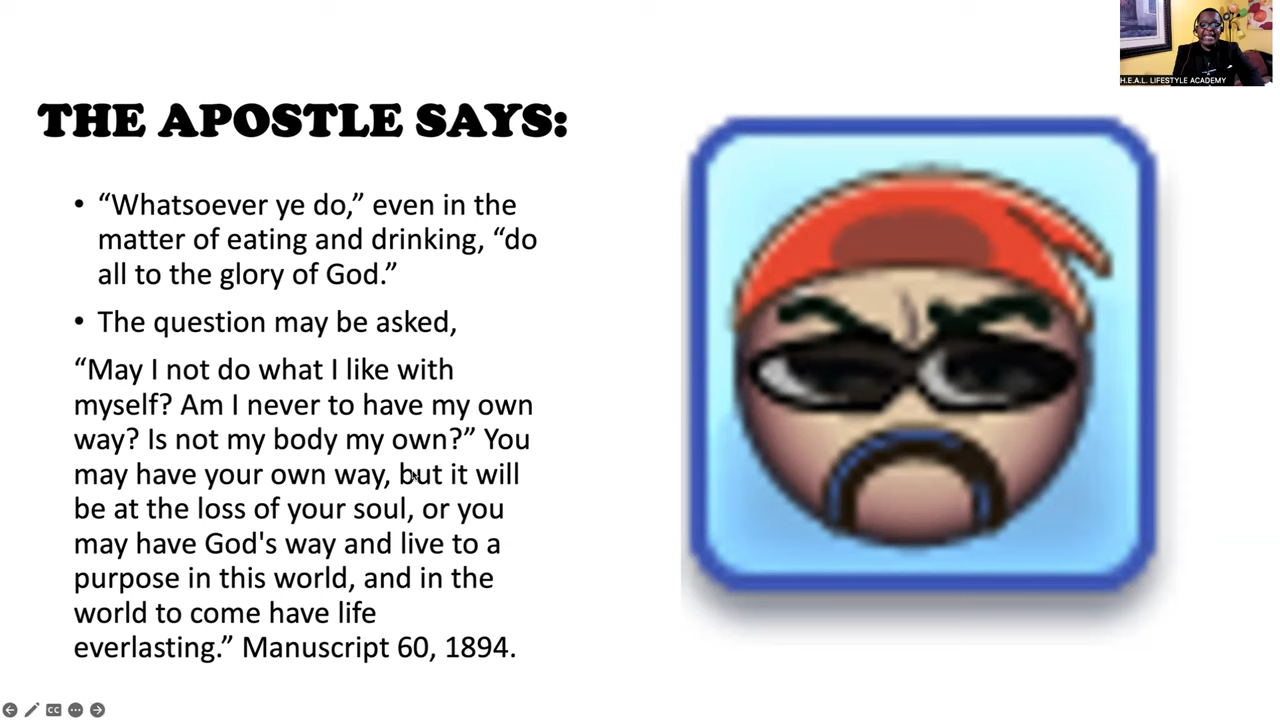 H.E.A.L. LIFESTYLE ACADEMY
THE APOSTLE SAYS:
• “Whatsoever ye do,” even in the
matter of eating and drinking, “do
all to the glory of God.”
• The question may be asked,
“May I not do what I like with
myself? Am I never to have my own
way? Is not my body my own?” You
may have your own way, but it will
be at the loss of your soul, or you
may have God's way and live to a
purpose in this world, and in the
world to come have life
everlasting.” Manuscript 60, 1894.
CC